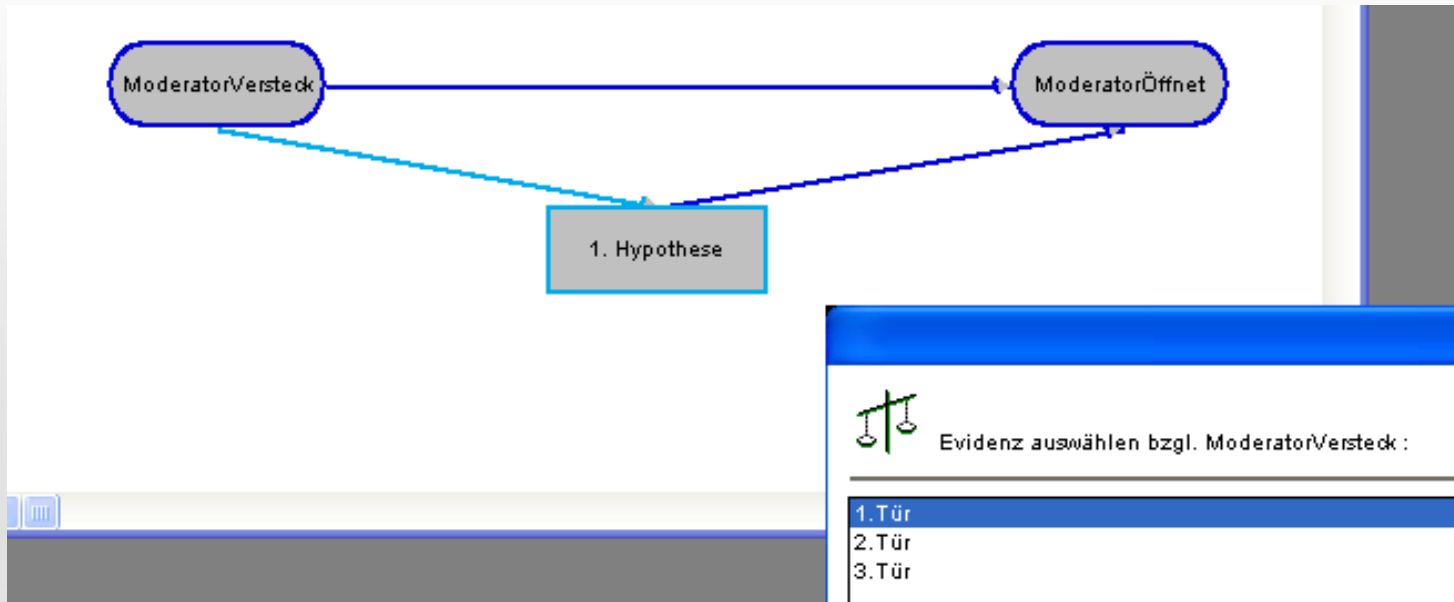 ModeratorVersteck
ModeratorÖffnet
1. Hypothese
Evidenz auswählen bzgl. ModeratorVersteck :
1.Tür
2.Tür
3.Tür